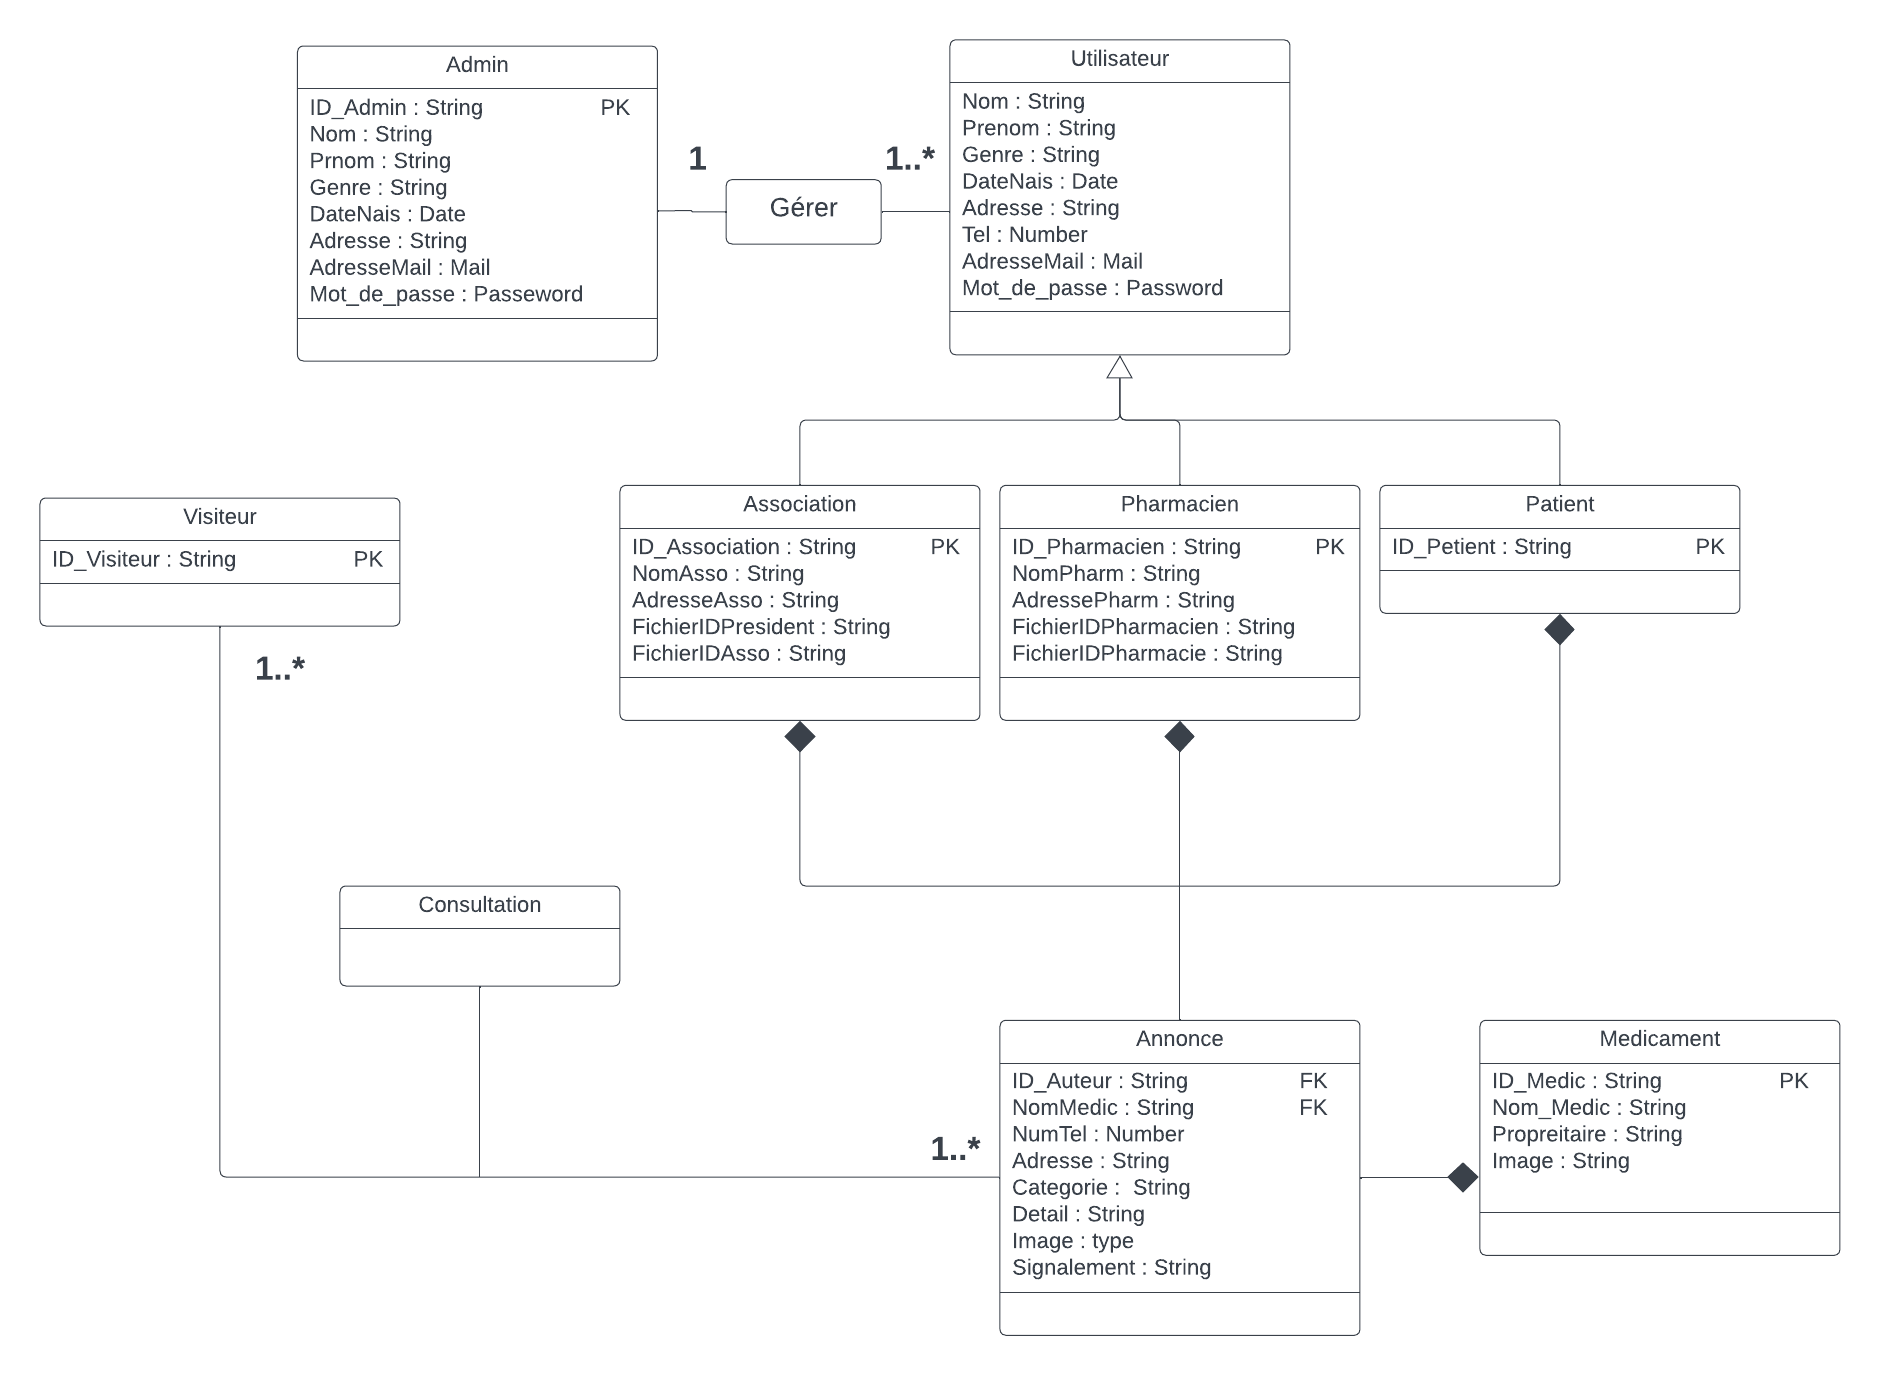 Admin
ID_Admin : String PK
Nom : String
Prnom : String
Genre : String
DateNais : Date
Adresse : String
AdresseMail : Mail
Mot_de_passe : Passeword
1
Gérer
1..*
Utilisateur
Nom : String
Prenom : String
Genre : String
DateNais : Date
Adresse : String
Tel : Number
AdresseMail : Mail
Mot_de_passe : Password
Visiteur
ID_Visiteur : String PK
1..*
Association
ID_Association : String PK
NomAsso : String
AdresseAsso : String
FichierIDPresident : String
FichierIDAsso : String
Pharmacien
ID_Pharmacien : String PK
NomPharm : String
AdressePharm : String
FichierIDPharmacien : String
FichierIDPharmacie : String
Patient
ID_Petient : String PK
Consultation
1..*
Annonce
ID_Auteur : String FK
NomMedic : String FK
NumTel : Number
Adresse : String
Categorie :  String
Detail : String
Image : type
Signalement : String
Medicament
ID_Medic : String PK
Nom_Medic : String
Propreitaire : String
Image : String